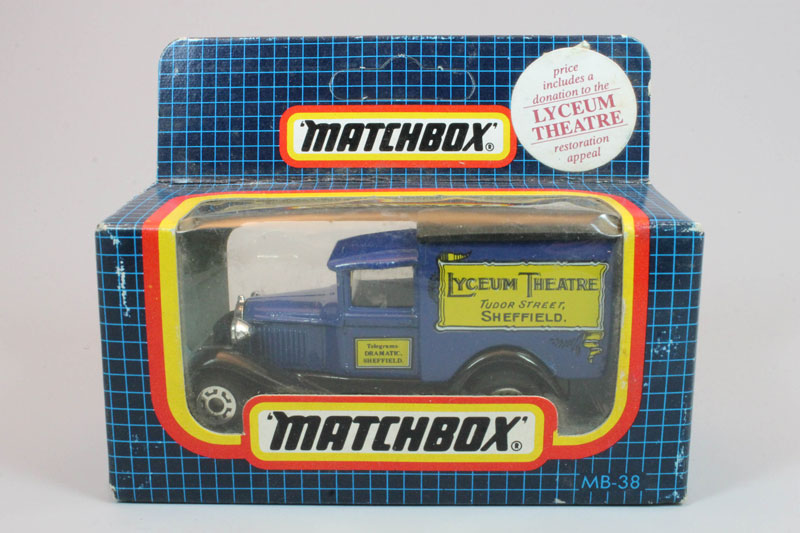 price
includes a
donation to the
LYCEUM
THEATRE
restoration
appeal
'MATCHBOX'®
LYCEUM THEATRE
TUDOR STREET,
SHEFFIELD.
Telegrams
DRAMATIC,
SHEFFIELD.
'MATCHBOX'®
MB-38